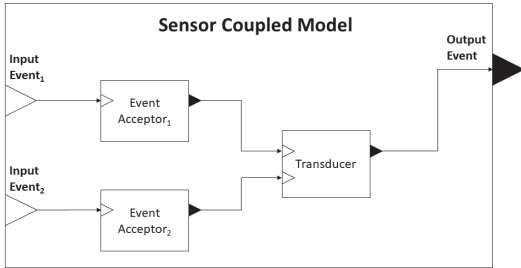 Sensor Coupled Model
Output
Event
Input
Event₁
Event
Acceptor₁
Transducer
Input
Event₂
Event
Acceptor₂